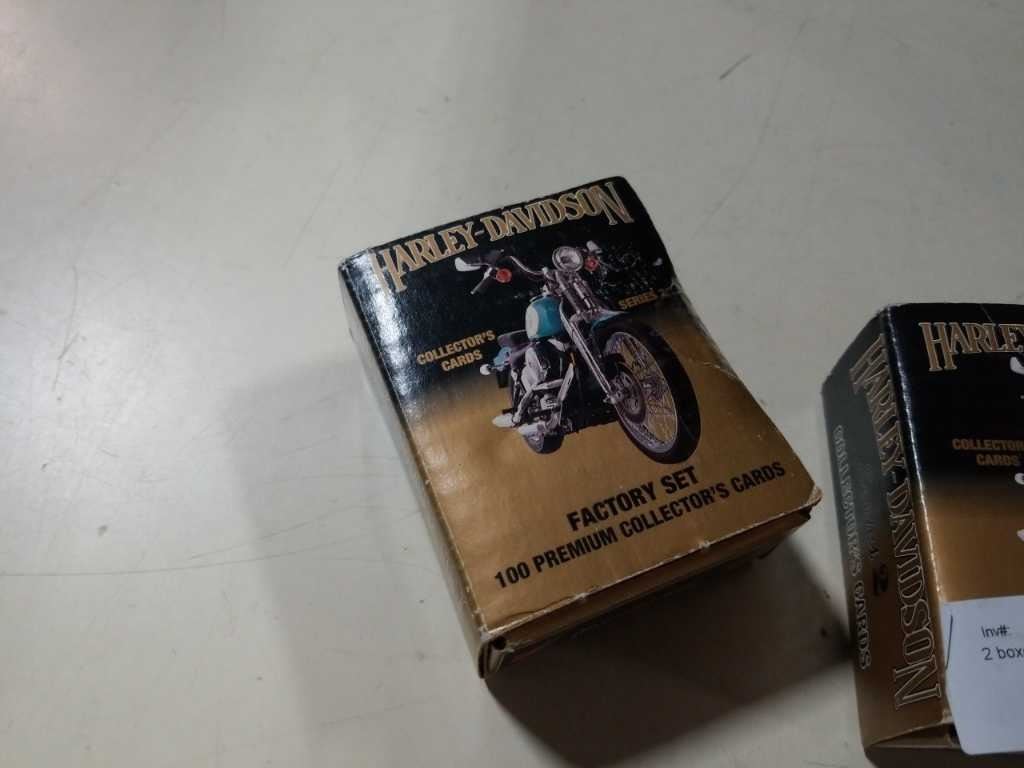 HARLEY-DAVIDSON
COLLECTOR'S
CARDS
SERIES
FACTORY SET
100 PREMIUM COLLECTOR'S CARDS
HARLEY-DAVIDSON
COLLECTOR'S CARDS
HARLE
COLLECTOR
CARDS
Inv#:
2 box